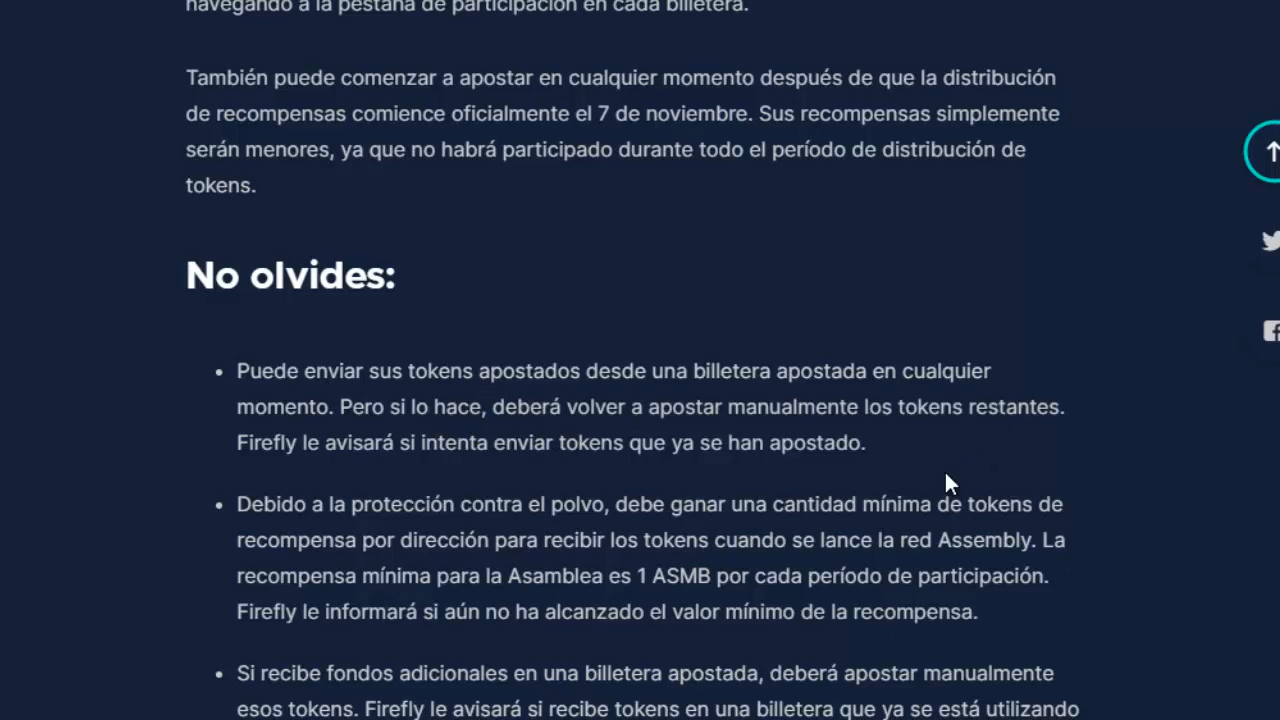 navegando a la pestaña de participación en cada billetera.
También puede comenzar a apostar en cualquier momento después de que la distribución
de recompensas comience oficialmente el 7 de noviembre. Sus recompensas simplemente
serán menores, ya que no habrá participado durante todo el período de distribución de
tokens.
No olvides:
• Puede enviar sus tokens apostados desde una billetera apostada en cualquier
momento. Pero si lo hace, deberá volver a apostar manualmente los tokens restantes.
Firefly le avisará si intenta enviar tokens que ya se han apostado.
• Debido a la protección contra el polvo, debe ganar una cantidad mínima de tokens de
recompensa por dirección para recibir los tokens cuando se lance la red Assembly. La
recompensa mínima para la Asamblea es 1 ASMB por cada período de participación.
Firefly le informará si aún no ha alcanzado el valor mínimo de la recompensa.
• Si recibe fondos adicionales en una billetera apostada, deberá apostar manualmente
esos tokens. Firefly le avisará si recibe tokens en una billetera que ya se está utilizando